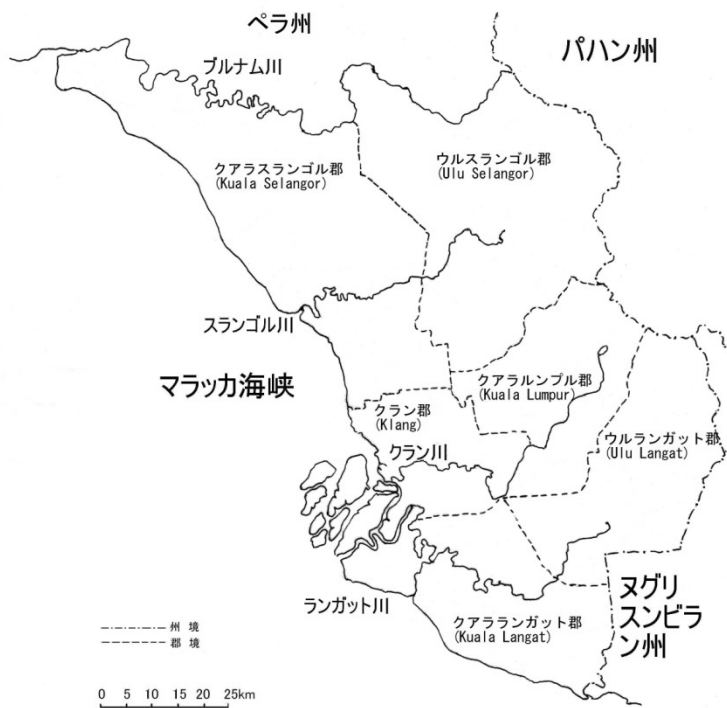 ペラ州
パハン州
ブルナム川
クアラスランゴル郡
(Kuala Selangor)
ウルスランゴル郡
(Ulu Selangor)
スランゴル川
マラッカ海峡
クアラルンプル郡
(Kuala Lumpur)
クラン郡
(Klang)
ウルランガット郡
(Ulu Langat)
クラン川
ヌグリ
スンビラ
ン州
ランガット川
クアラランガット郡
(Kuala Langat)
州 境
郡 境
0 5 10 15 20 25km